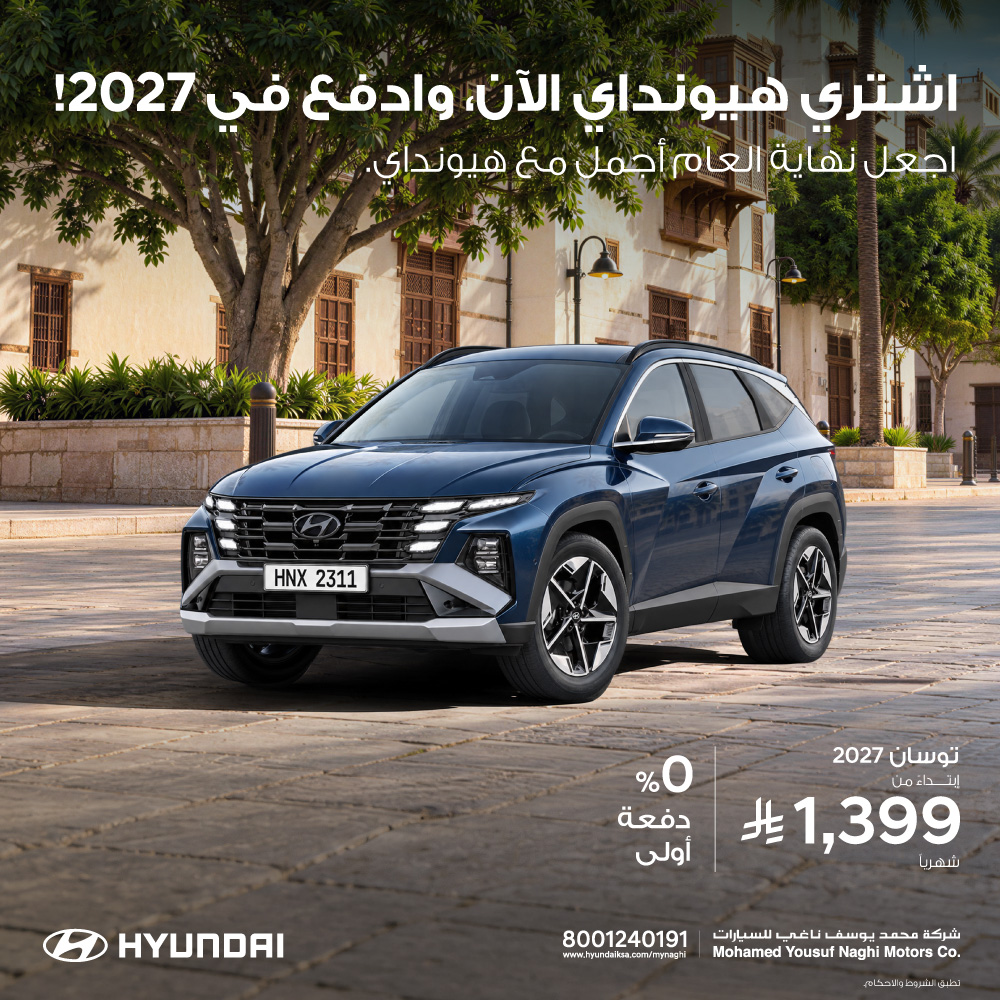 اشتري هيونداي الآن، وادفع في 2027!
اجعل نهاية العام أجمل مع هيونداي.
HNX 2311
توسان 2027
إبتــداءً من
1,399
شهرياً
0%
دفعة
أولى
HYUNDAI
8001240191
www.hyundaiksa.com/mynaghi
شركة محمد يوسف ناغي للسيارات
Mohamed Yousuf Naghi Motors Co.
تطبق الشروط والاحكام.